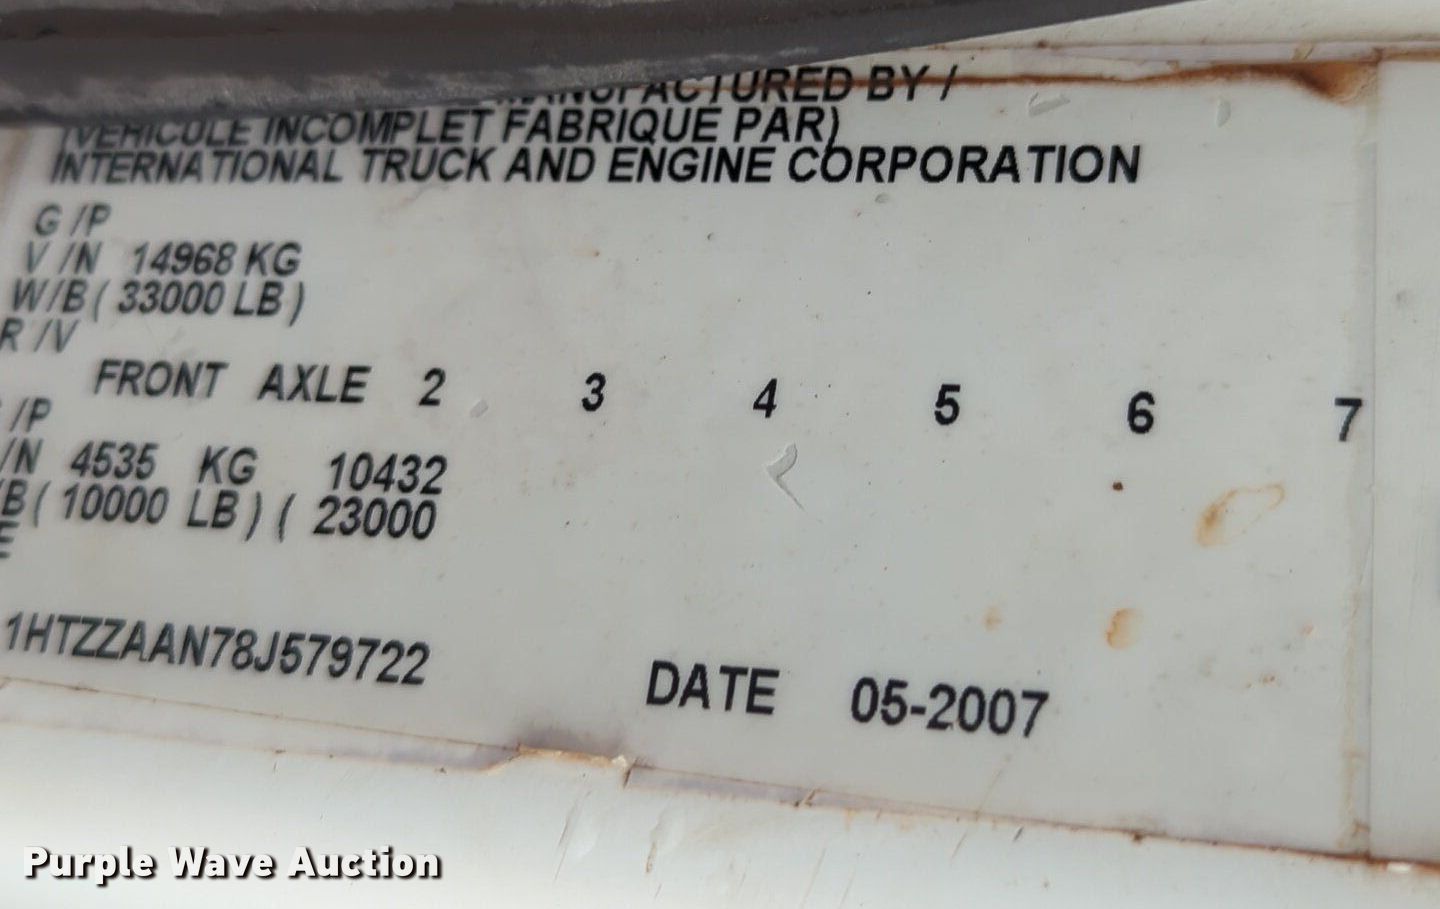 MANUFACTURED BY /
(VEHICULE INCOMPLET FABRIQUE PAR)
INTERNATIONAL TRUCK AND ENGINE CORPORATION
G /P
V /N 14968 KG
W/B ( 33000 LB )
R /V
FRONT AXLE 2 3 4 5 6 7
/P
/N 4535 KG 10432
/B ( 10000 LB ) ( 23000
E
1HTZZAAN78J579722 DATE 05-2007
Purple Wave Auction